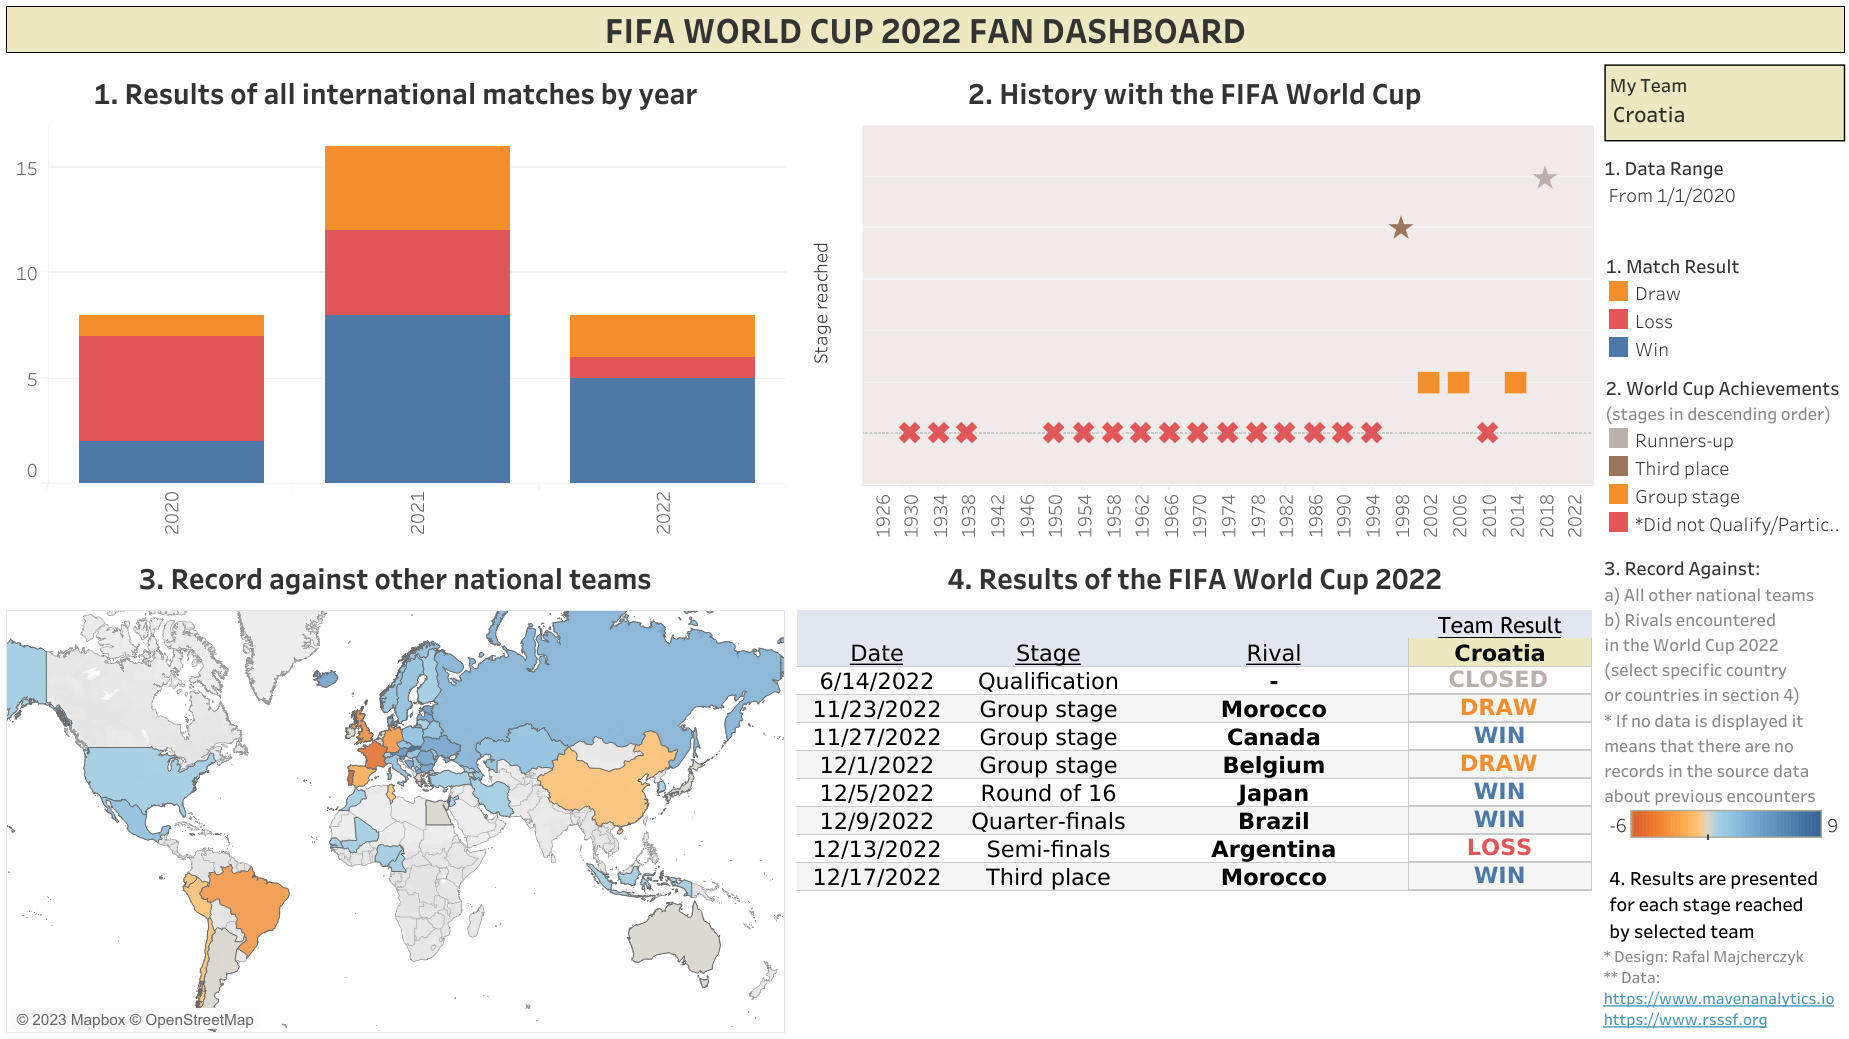 FIFA WORLD CUP 2022 FAN DASHBOARD
1. Results of all international matches by year
15
10
5
0
2020
2021
2022
2. History with the FIFA World Cup
Stage reached
1926
1930
1934
1938
1942
1946
1950
1954
1958
1962
1966
1970
1974
1978
1982
1986
1990
1994
1998
2002
2006
2010
2014
2018
2022
My Team
Croatia
1. Data Range
From 1/1/2020
1. Match Result
Draw
Loss
Win
2. World Cup Achievements
(stages in descending order)
Runners-up
Third place
Group stage
*Did not Qualify/Partic..
3. Record against other national teams
© 2023 Mapbox © OpenStreetMap
4. Results of the FIFA World Cup 2022
Team Result
Date Stage Rival Croatia
6/14/2022 Qualification - CLOSED
11/23/2022 Group stage Morocco DRAW
11/27/2022 Group stage Canada WIN
12/1/2022 Group stage Belgium DRAW
12/5/2022 Round of 16 Japan WIN
12/9/2022 Quarter-finals Brazil WIN
12/13/2022 Semi-finals Argentina LOSS
12/17/2022 Third place Morocco WIN
3. Record Against:
a) All other national teams
b) Rivals encountered
in the World Cup 2022
(select specific country
or countries in section 4)
* If no data is displayed it
means that there are no
records in the source data
about previous encounters
-6 9
4. Results are presented
for each stage reached
by selected team
* Design: Rafal Majcherczyk
** Data:
https://www.mavenanalytics.io
https://www.rsssf.org